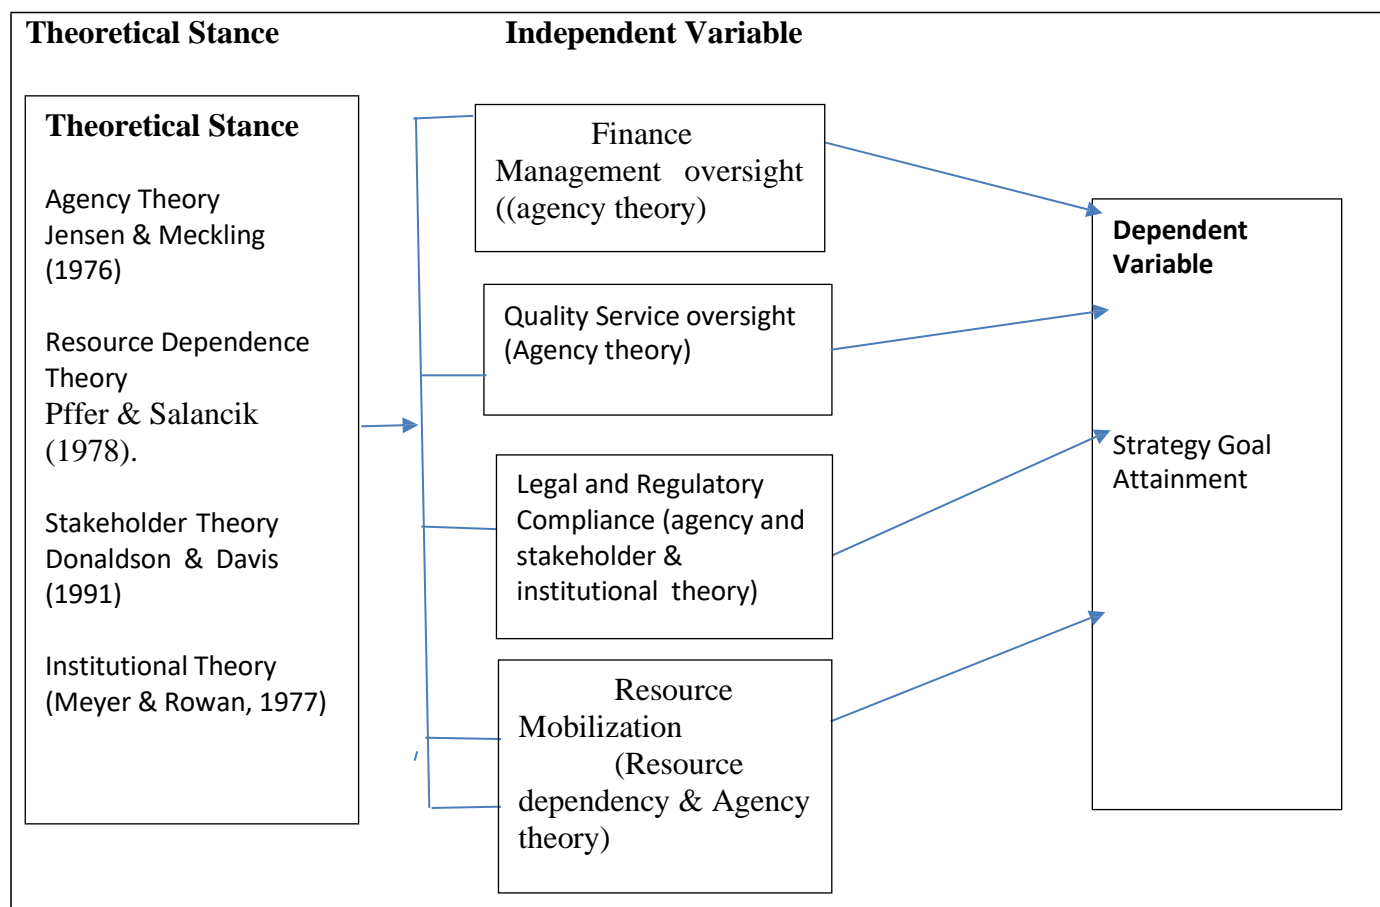 Theoretical Stance
Independent Variable
Theoretical Stance
Agency Theory
Jensen & Meckling
(1976)
Resource Dependence
Theory
Pffer & Salancik
(1978).
Stakeholder Theory
Donaldson & Davis
(1991)
Institutional Theory
(Meyer & Rowan, 1977)
Finance
Management oversight
((agency theory)
Quality Service oversight
(Agency theory)
Legal and Regulatory
Compliance (agency and
stakeholder &
institutional theory)
Resource
Mobilization
(Resource
dependency & Agency
theory)
Dependent
Variable
Strategy Goal
Attainment